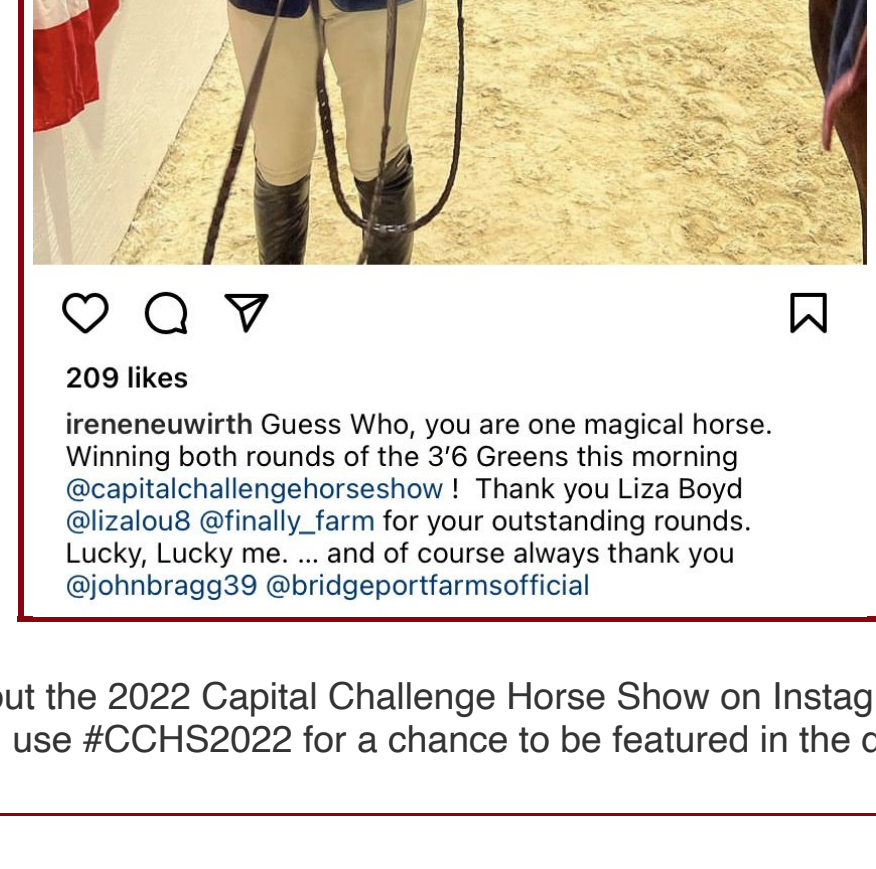 209 likes
ireneneuwirth Guess Who, you are one magical horse.
Winning both rounds of the 3’6 Greens this morning
@capitalchallengehorseshow !  Thank you Liza Boyd
@lizalou8 @finally_farm for your outstanding rounds.
Lucky, Lucky me. ... and of course always thank you
@johnbragg39 @bridgeportfarmsofficial
the 2022 Capital Challenge Horse Show on
use #CCHS2022 for a chance to be featured in the